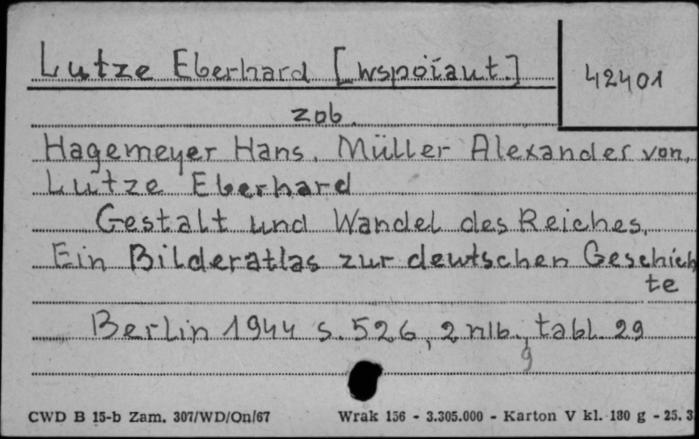 Lutze Eberhard [współaut.]
42401
zob.
Hagemeyer Hans, Müller Alexander von,
Lutze Eberhard
Gestalt und Wandel des Reiches.
Ein Bilderatlas zur deutschen Geschich
te
Berlin 1944 s. 526, 2 nlb., tabl. 29
9
CWD B 15-b Zam. 307/WD/On/67 Wrak 156 - 3.305.000 - Karton V kl. 180 g - 25. 3